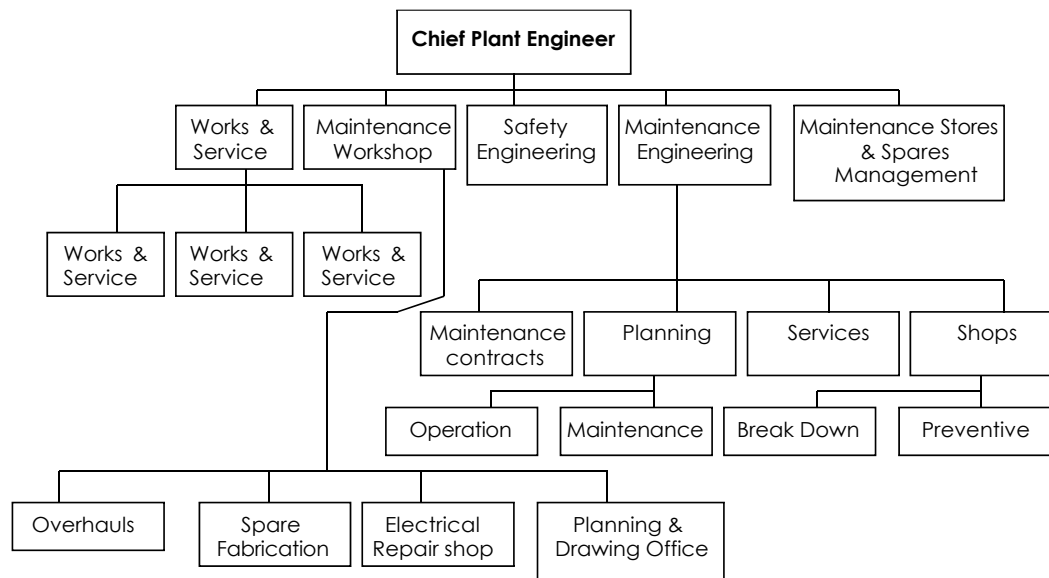 Chief Plant Engineer
Works &
Service
Maintenance
Workshop
Safety
Engineering
Maintenance
Engineering
Maintenance Stores
& Spares
Management
Works &
Service
Works &
Service
Works &
Service
Maintenance
contracts
Planning
Services
Shops
Operation
Maintenance
Break Down
Preventive
Overhauls
Spare
Fabrication
Electrical
Repair shop
Planning &
Drawing Office